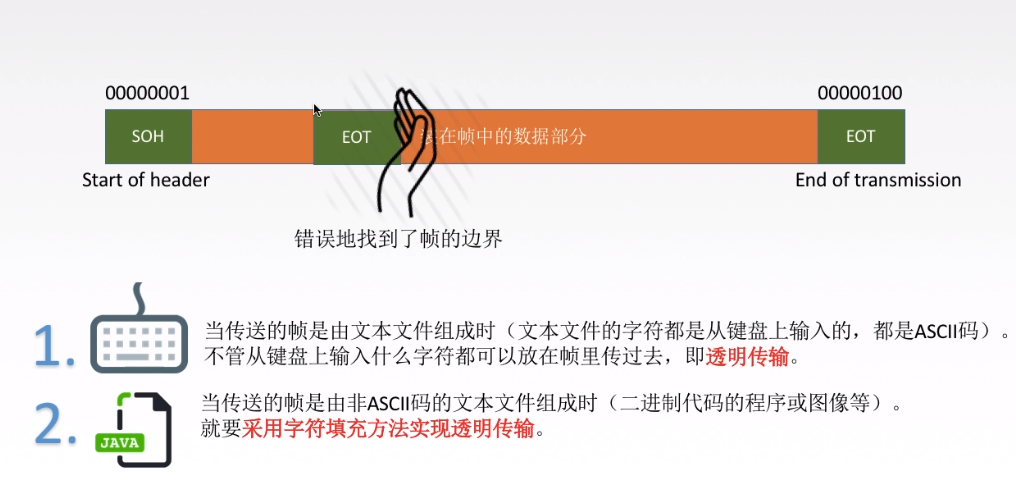 00000001
00000100
SOH
EOT
在帧中的数据部分
EOT
Start of header
End of transmission
错误地找到了帧的边界
1.
当传送的帧是由文本文件组成时（文本文件的字符都是从键盘上输入的，都是ASCII码）。
不管从键盘上输入什么字符都可以放在帧里传过去，即透明传输。
2.
JAVA
当传送的帧是由非ASCII码的文本文件组成时（二进制代码的程序或图像等）。
就要采用字符填充方法实现透明传输。